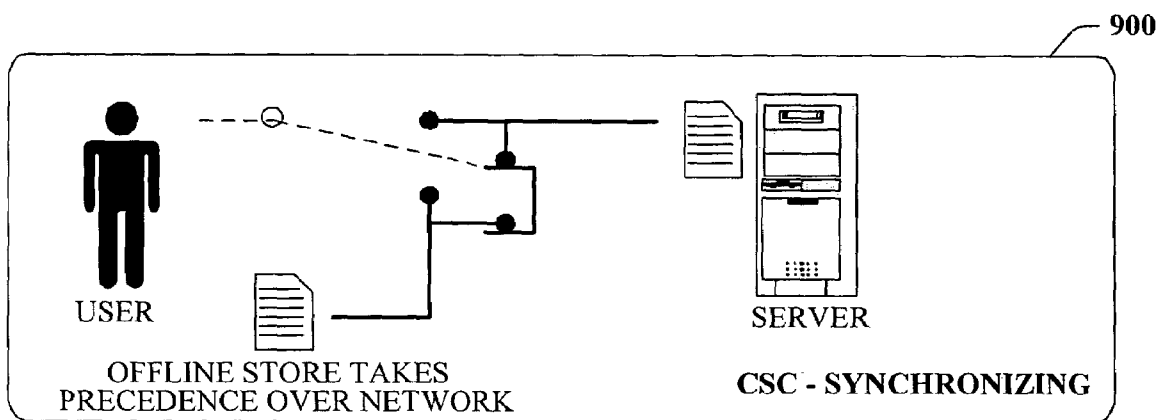 900
USER
SERVER
OFFLINE STORE TAKES
PRECEDENCE OVER NETWORK
CSC - SYNCHRONIZING